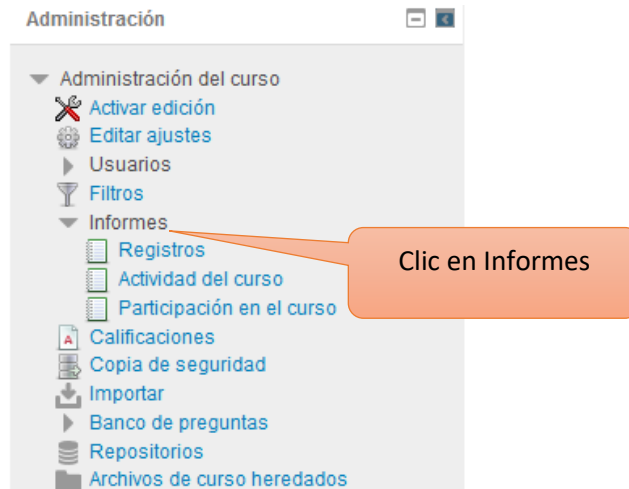 Administración
Administración del curso
Activar edición
Editar ajustes
Usuarios
Filtros
Informes
Registros
Actividad del curso
Participación en el curso
Calificaciones
Copia de seguridad
Importar
Banco de preguntas
Repositorios
Archivos de curso heredados
Clic en Informes